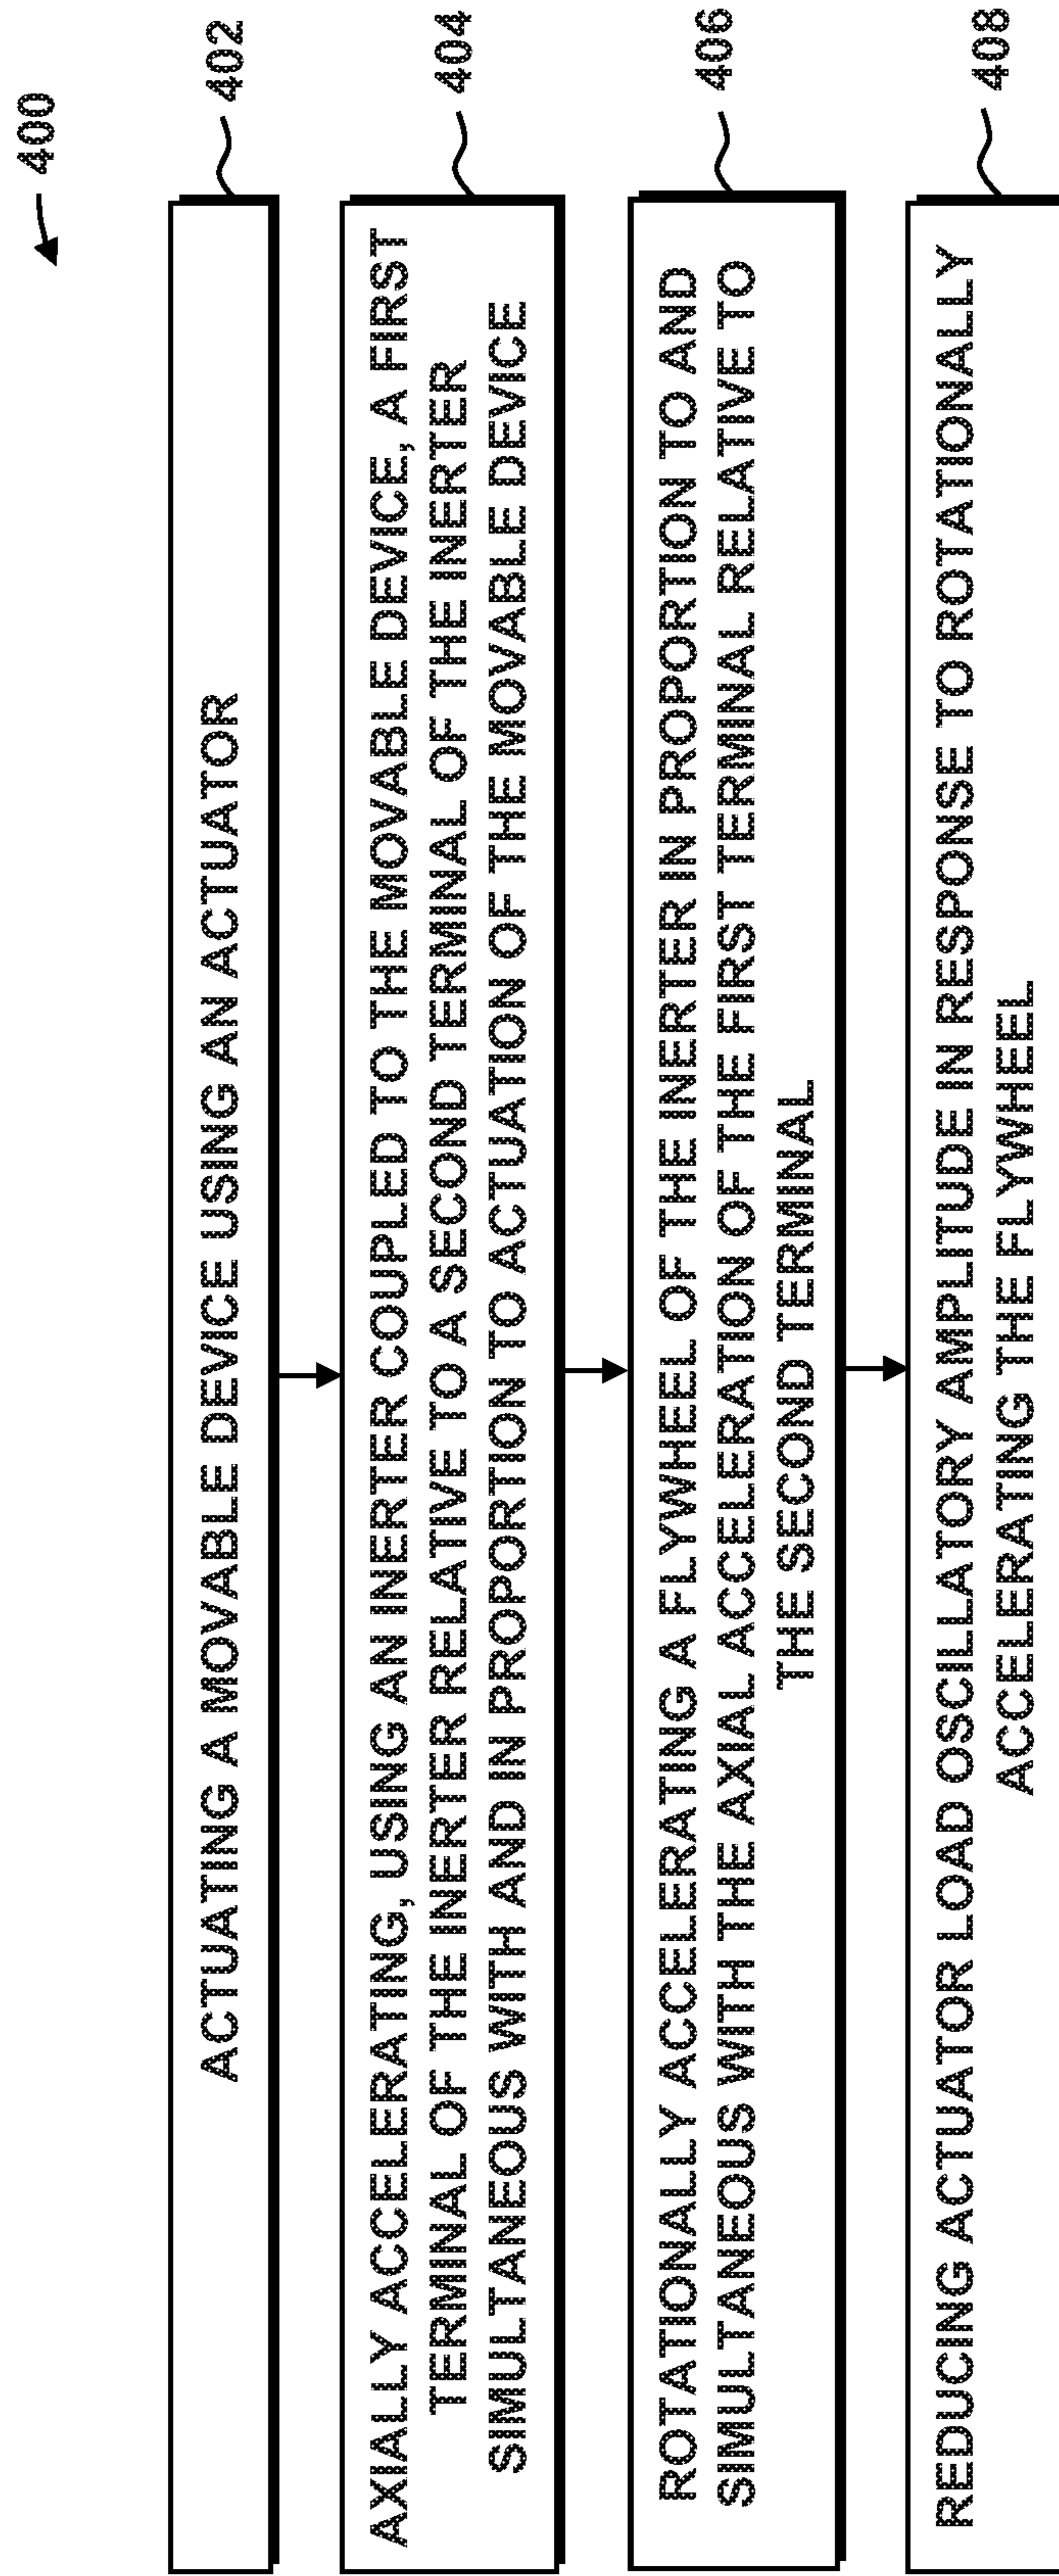 400
ACTUATING A MOVABLE DEVICE USING AN ACTUATOR
402
AXIALLY ACCELERATING, USING AN INERTER COUPLED TO THE MOVABLE DEVICE, A FIRST
TERMINAL OF THE INERTER RELATIVE TO A SECOND TERMINAL OF THE INERTER
SIMULTANEOUS WITH AND IN PROPORTION TO ACTUATION OF THE MOVABLE DEVICE
404
ROTATIONALLY ACCELERATING A FLYWHEEL OF THE INERTER IN PROPORTION TO AND
SIMULTANEOUS WITH THE AXIAL ACCELERATION OF THE FIRST TERMINAL RELATIVE TO
THE SECOND TERMINAL
406
REDUCING ACTUATOR LOAD OSCILLATORY AMPLITUDE IN RESPONSE TO ROTATIONALLY
ACCELERATING THE FLYWHEEL
408